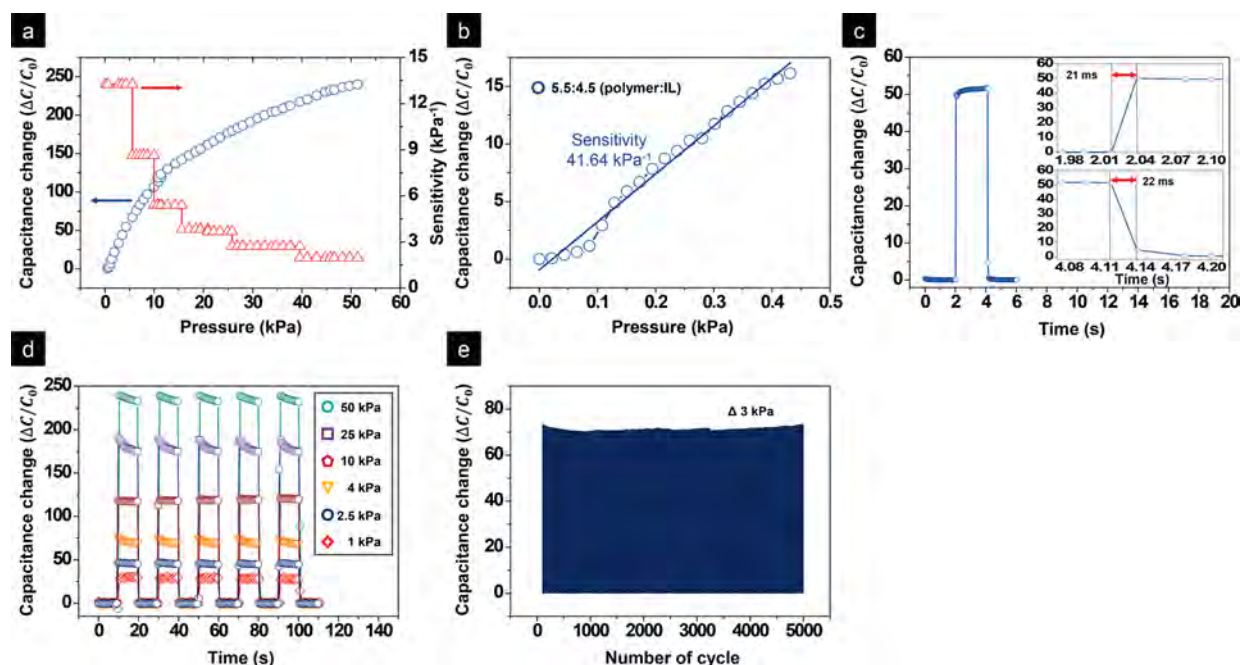 a
Capacitance change (ΔC/C₀)
250
200
150
100
50
0
15
12
9
6
3
0
Sensitivity (kPa⁻¹)
0 10 20 30 40 50 60
Pressure (kPa)
b
Capacitance change (ΔC/C₀)
15
10
5
0
5.5:4.5 (polymer:IL)
Sensitivity
41.64 kPa⁻¹
0.0 0.1 0.2 0.3 0.4 0.5
Pressure (kPa)
c
Capacitance change (ΔC/C₀)
60
50
40
30
20
10
0
60
50
40
30
20
10
0
21 ms
1.98 2.01 2.04 2.07 2.10
60
50
40
30
20
10
0
22 ms
4.08 4.11 4.14 4.17 4.20
Time (s)
0 2 4 6 8 10 12 14 16 18 20
Time (s)
d
Capacitance change (ΔC/C₀)
250
200
150
100
50
0
50 kPa
25 kPa
10 kPa
4 kPa
2.5 kPa
1 kPa
0 20 40 60 80 100 120 140
Time (s)
e
Capacitance change (ΔC/C₀)
80
60
40
20
0
Δ 3 kPa
0 1000 2000 3000 4000 5000
Number of cycle